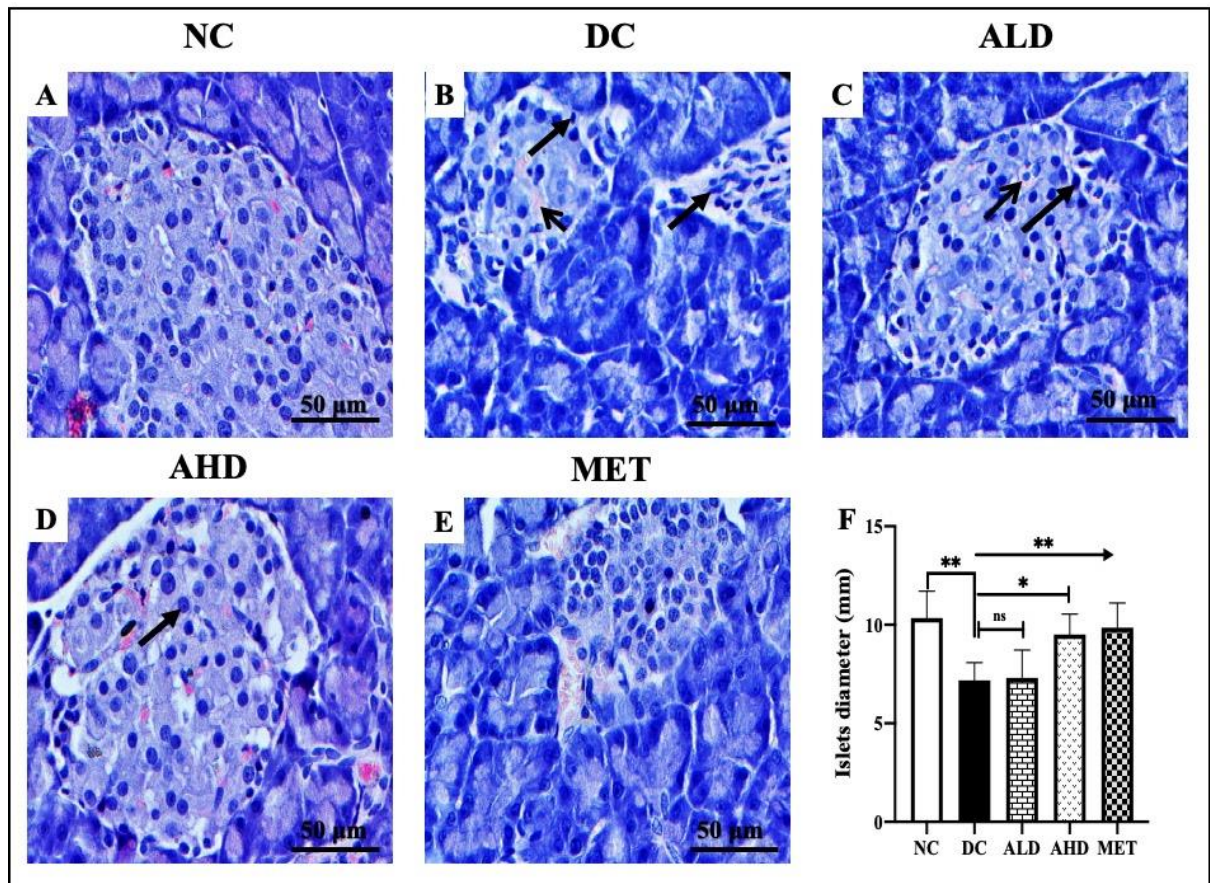 NC
DC
ALD
A
B
C
50 μm
50 μm
50 μm
AHD
MET
D
E
50 μm
50 μm
F
Islets diameter (mm)
15
10
5
0
**
**
*
ns
NC DC ALD AHD MET